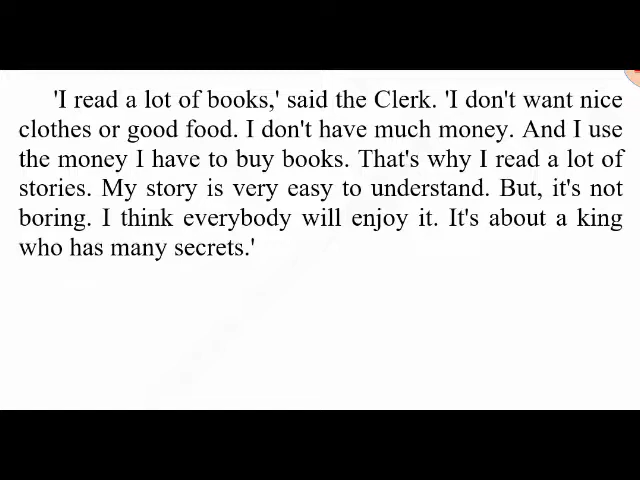 'I read a lot of books,' said the Clerk. 'I don't want nice
clothes or good food. I don't have much money. And I use
the money I have to buy books. That's why I read a lot of
stories. My story is very easy to understand. But, it's not
boring. I think everybody will enjoy it. It's about a king
who has many secrets.'